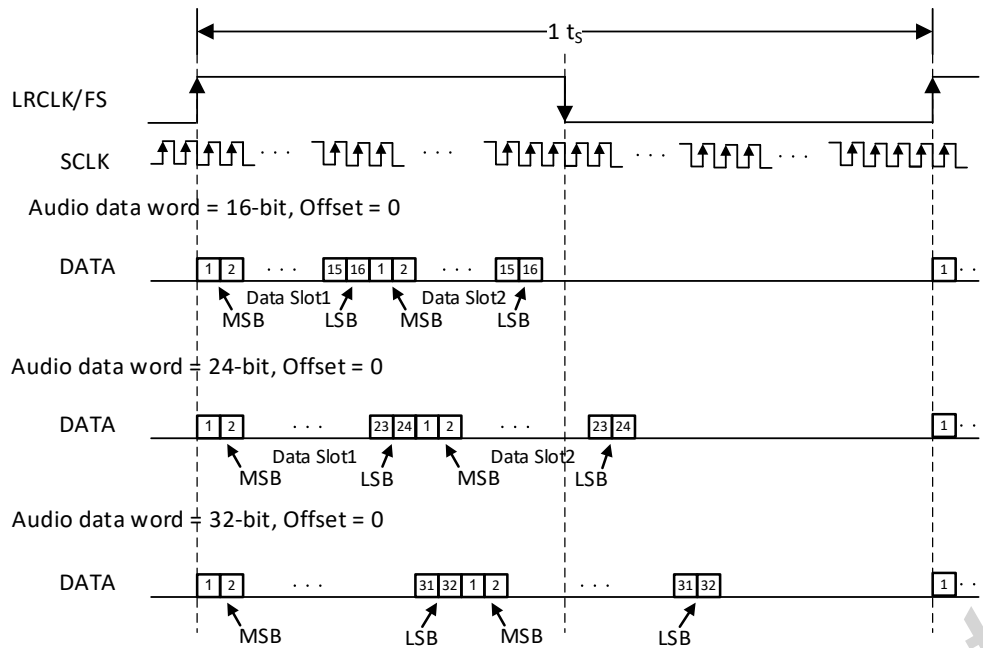 1 tS
LRCLK/FS
SCLK . . . . . . . . . . . . . . .
Audio data word = 16-bit, Offset = 0
DATA 1 2 . . . 15 16 1 2 . . . 15 16 1 . .
Data Slot1 Data Slot2
MSB LSB MSB LSB
Audio data word = 24-bit, Offset = 0
DATA 1 2 . . . 23 24 1 2 . . . 23 24 1 . .
Data Slot1 Data Slot2
MSB LSB MSB LSB
Audio data word = 32-bit, Offset = 0
DATA 1 2 . . . 31 32 1 2 . . . 31 32 1 . .
MSB LSB MSB LSB